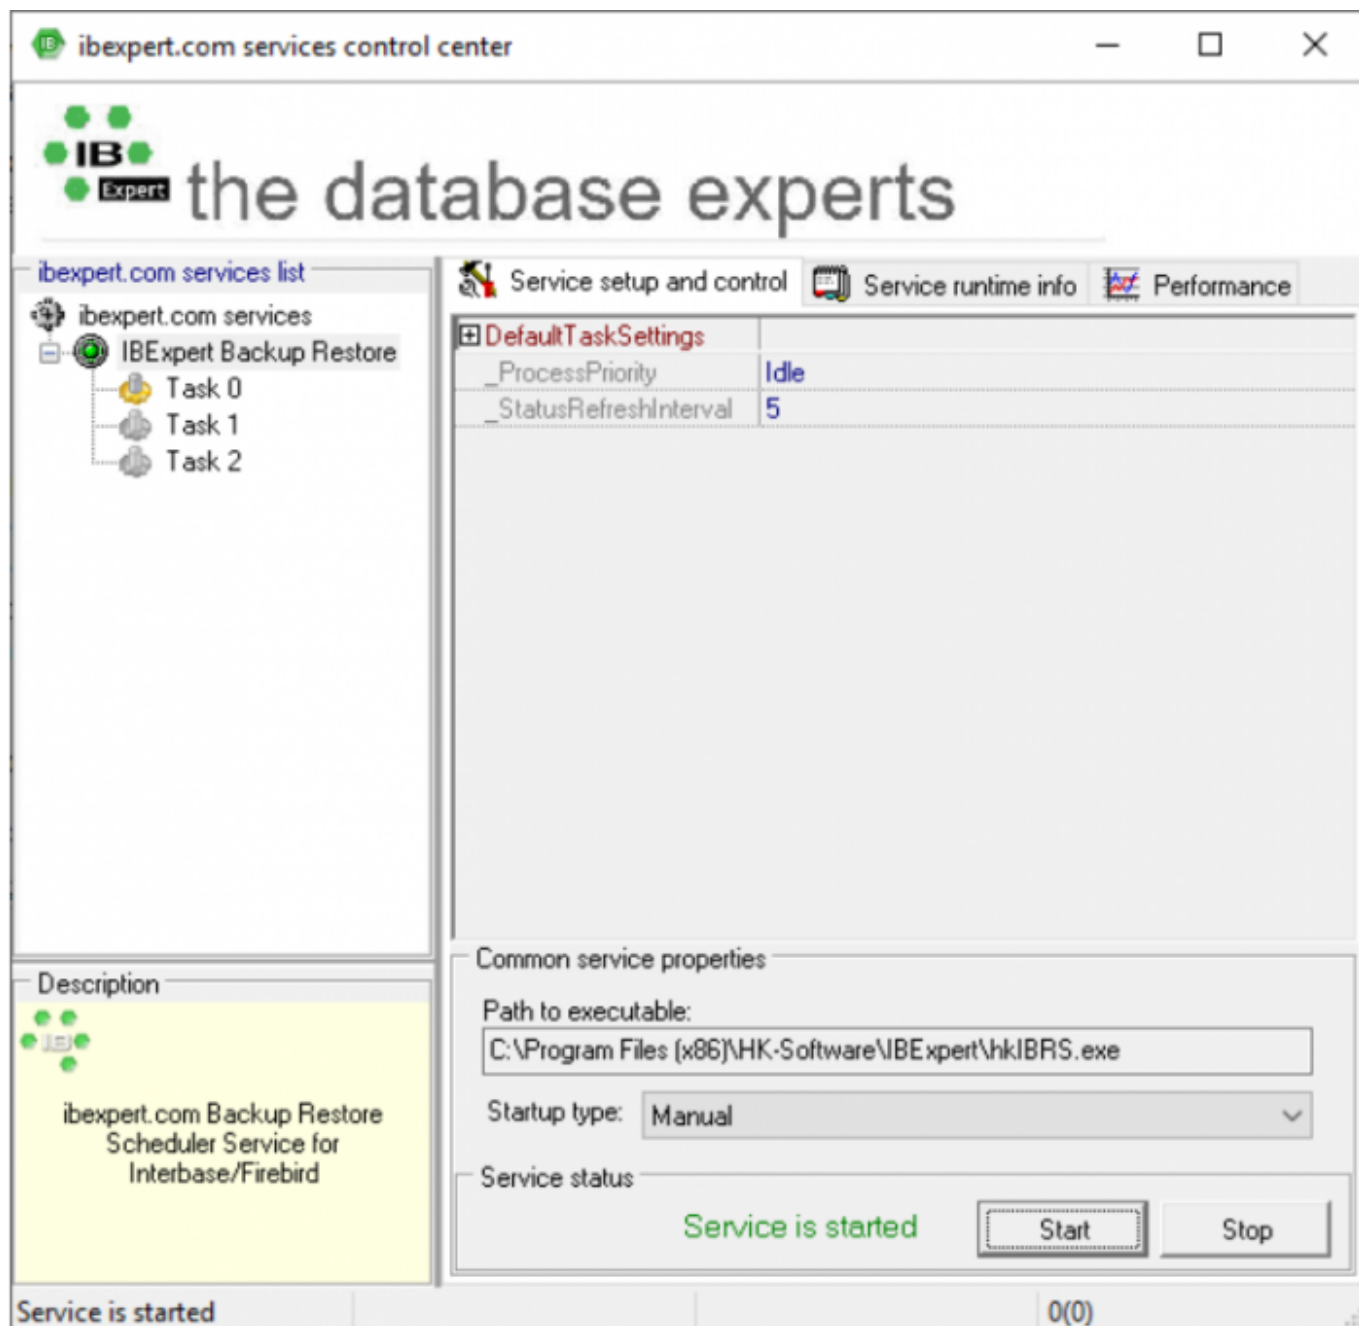 ibexpert.com services control center
IB
Expert
the database experts
ibexpert.com services list
ibexpert.com services
IBExpert Backup Restore
Task 0
Task 1
Task 2
Service setup and control
Service runtime info
Performance
DefaultTaskSettings
_ProcessPriority Idle
_StatusRefreshInterval 5
Description
IB
ibexpert.com Backup Restore
Scheduler Service for
Interbase/Firebird
Common service properties
Path to executable:
C:\Program Files (x86)\HK-Software\IBExpert\hkIBRS.exe
Startup type: Manual
Service status
Service is started
Start
Stop
Service is started
0(0)